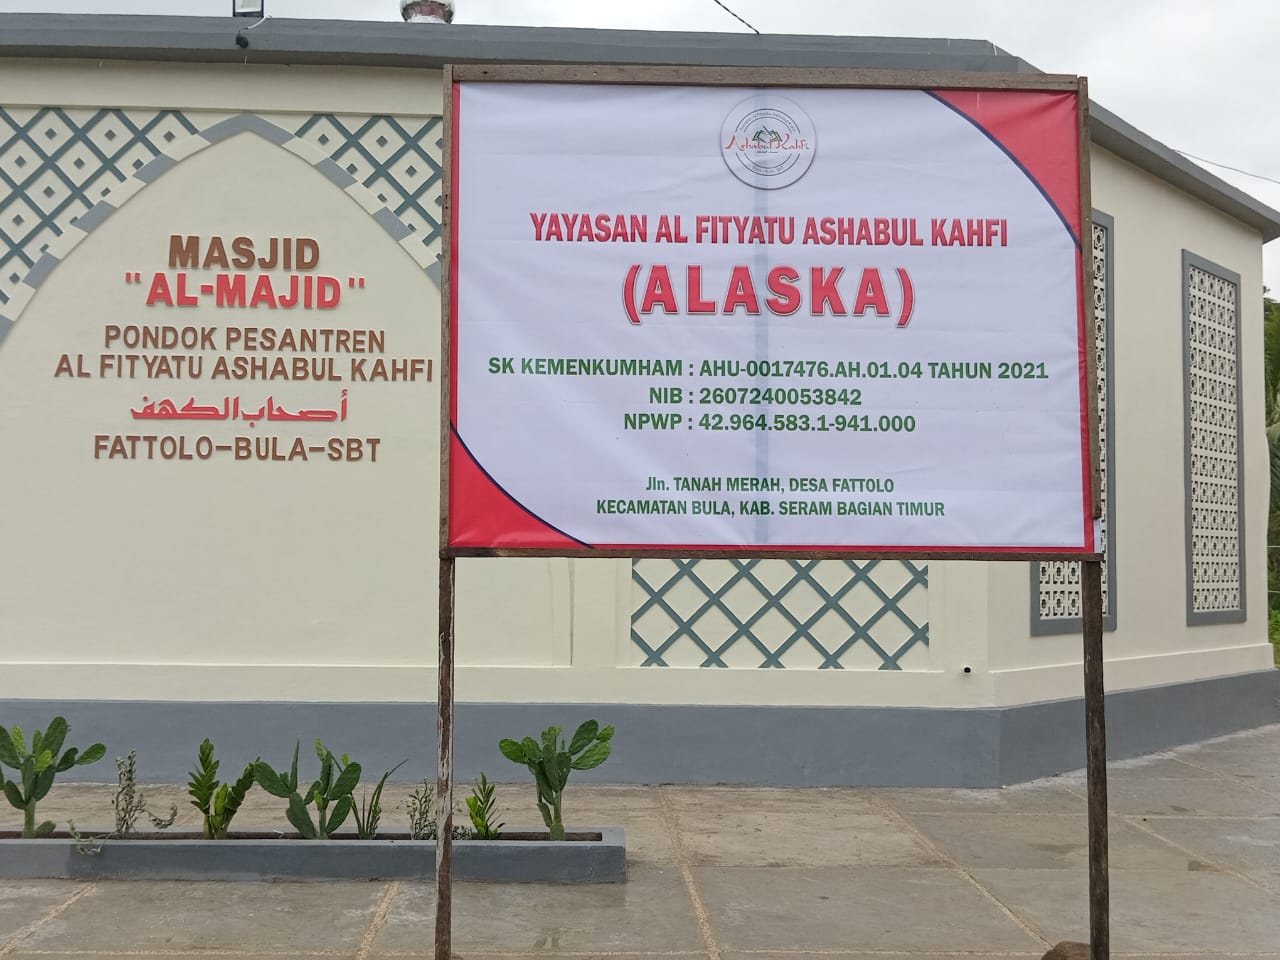 MASJID
"AL-MAJID"
PONDOK PESANTREN
AL FITYATU ASHABUL KAHFI
أصحاب الكهف
FATTOLO-BULA-SBT
Ashabul Kahfi
YAYASAN AL FITYATU ASHABUL KAHFI
(ALASKA)
SK KEMENKUMHAM : AHU-0017476.AH.01.04 TAHUN 2021
NIB : 2607240053842
NPWP : 42.964.583.1-941.000
Jln. TANAH MERAH, DESA FATTOLO
KECAMATAN BULA, KAB. SERAM BAGIAN TIMUR